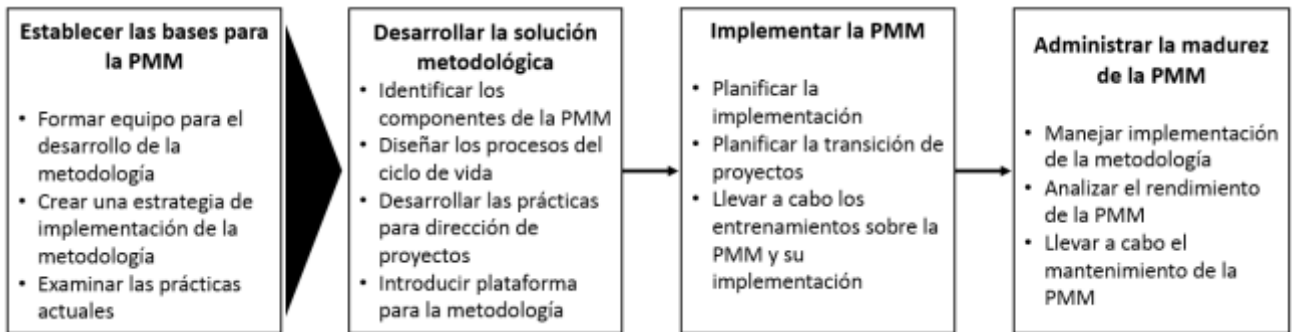 Establecer las bases para
la PMM
• Formar equipo para el
desarrollo de la
metodología
• Crear una estrategia de
implementación de la
metodología
• Examinar las prácticas
actuales
Desarrollar la solución
metodológica
• Identificar los
componentes de la PMM
• Diseñar los procesos del
ciclo de vida
• Desarrollar las prácticas
para dirección de
proyectos
• Introducir plataforma
para la metodología
Implementar la PMM
• Planificar la
implementación
• Planificar la transición de
proyectos
• Llevar a cabo los
entrenamientos sobre la
PMM y su
implementación
Administrar la madurez
de la PMM
• Manejar implementación
de la metodología
• Analizar el rendimiento
de la PMM
• Llevar a cabo el
mantenimiento de la
PMM